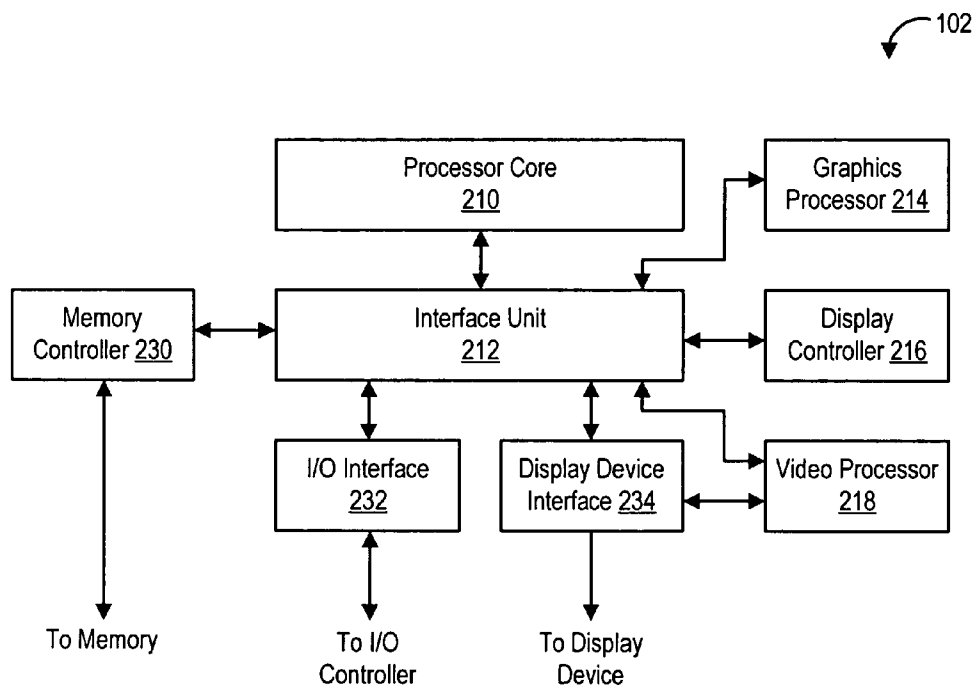 102
Processor Core
210
Graphics
Processor 214
Memory
Controller 230
Interface Unit
212
Display
Controller 216
I/O Interface
232
Display Device
Interface 234
Video Processor
218
To Memory
To I/O
Controller
To Display
Device